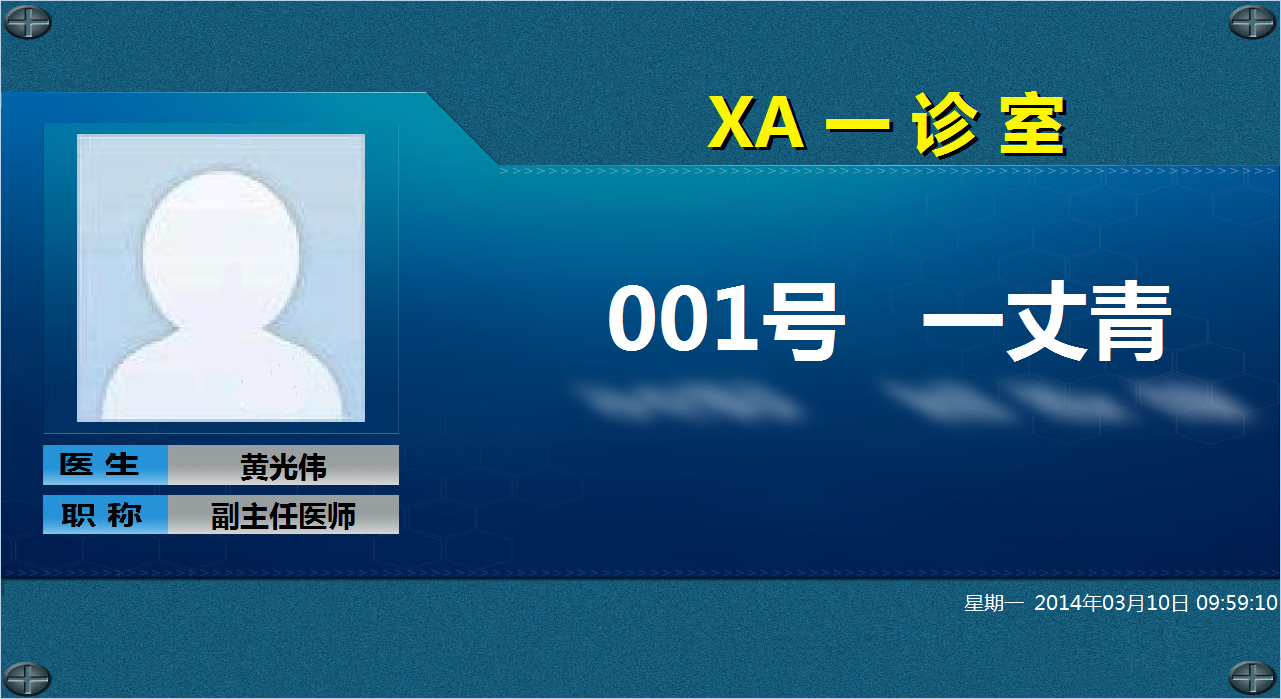 XA 一 诊 室
001号 一丈青
医 生 黄光伟
职 称 副主任医师
星期一 2014年03月10日 09:59:10